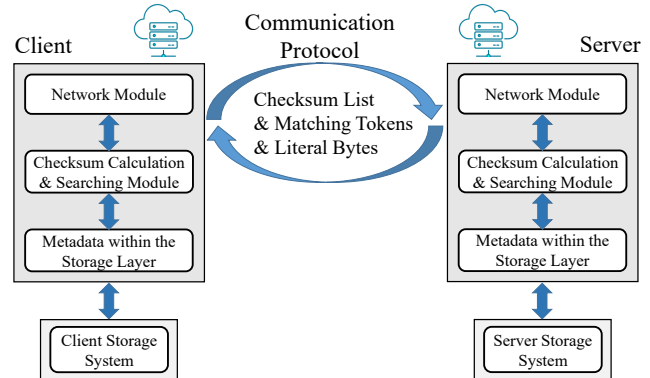 Client
Communication
Protocol
Server
Network Module
Checksum Calculation
& Searching Module
Metadata within the
Storage Layer
Client Storage
System
Checksum List
& Matching Tokens
& Literal Bytes
Network Module
Checksum Calculation
& Searching Module
Metadata within the
Storage Layer
Server Storage
System